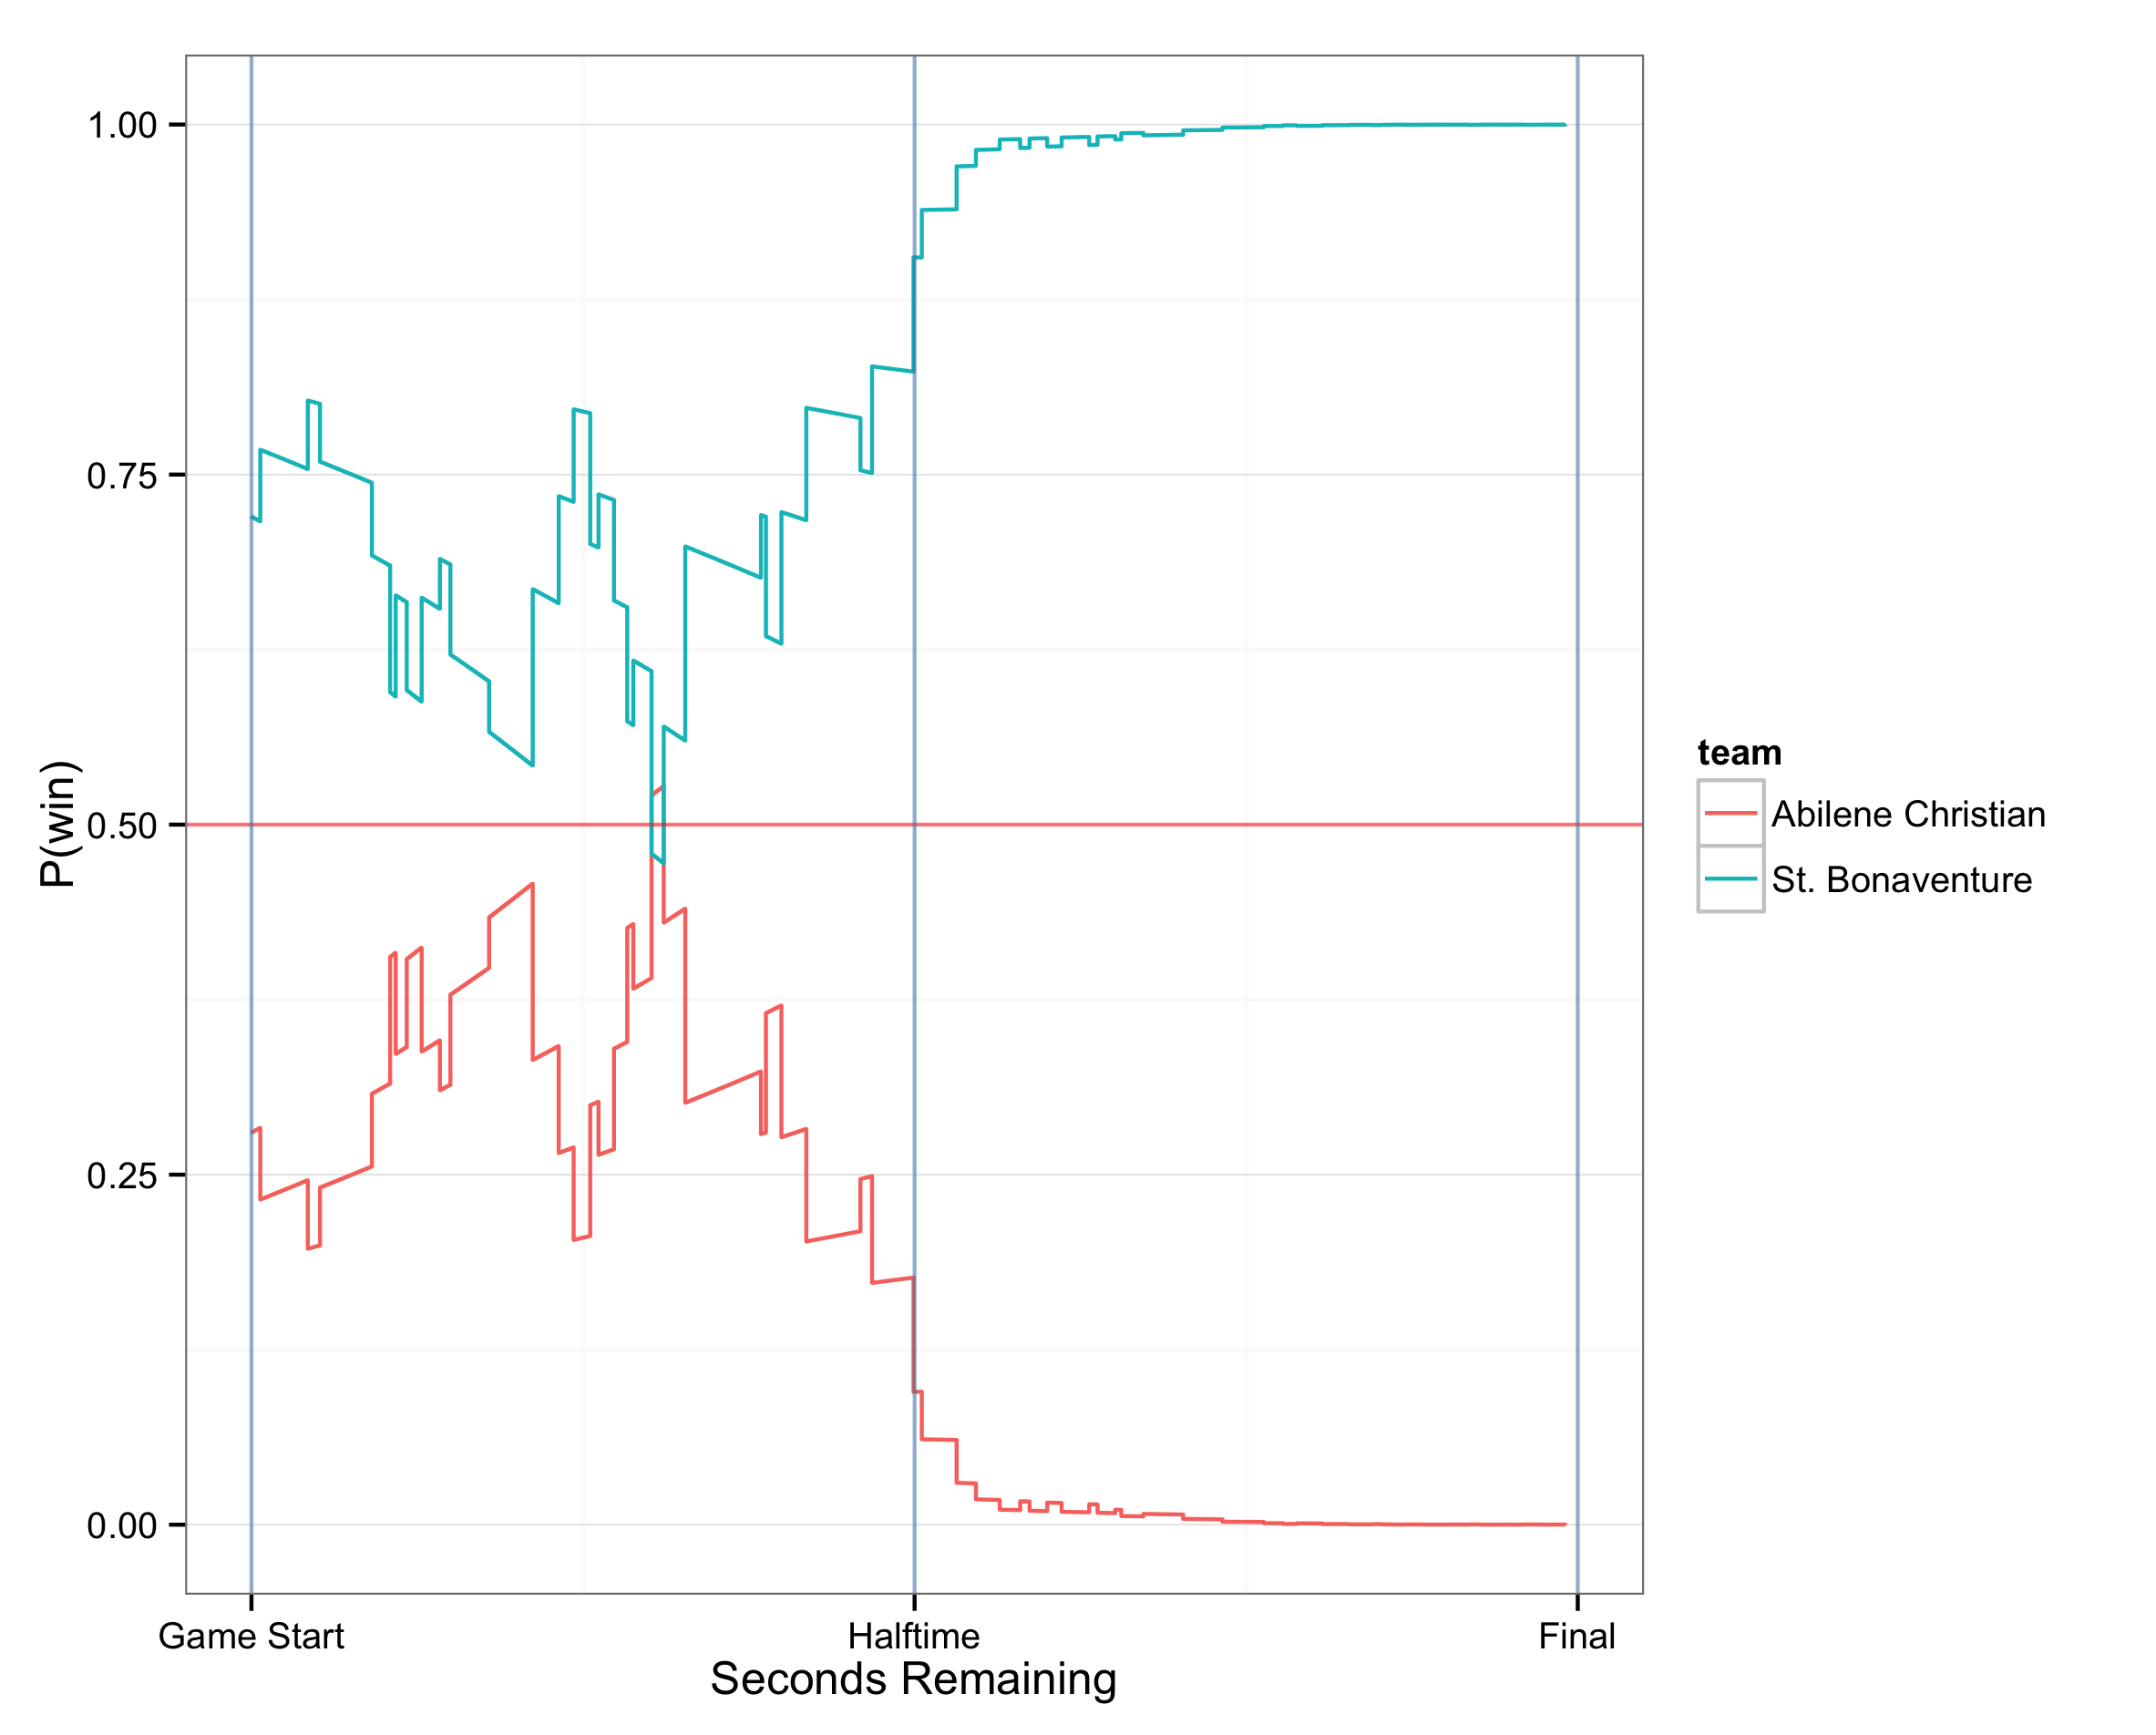 1.00
0.75
0.50
0.25
0.00
P(win)
Game Start
Halftime
Final
Seconds Remaining
team
Abilene Christian
St. Bonaventure